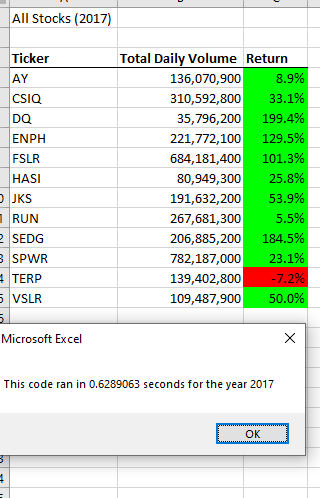 All Stocks (2017)
Ticker Total Daily Volume Return
AY 136,070,900 8.9%
CSIQ 310,592,800 33.1%
DQ 35,796,200 199.4%
ENPH 221,772,100 129.5%
FSLR 684,181,400 101.3%
HASI 80,949,300 25.8%
JKS 191,632,200 53.9%
RUN 267,681,300 5.5%
SEDG 206,885,200 184.5%
SPWR 782,187,000 23.1%
TERP 139,402,800 -7.2%
VSLR 109,487,900 50.0%
Microsoft Excel
This code ran in 0.6289063 seconds for the year 2017
OK